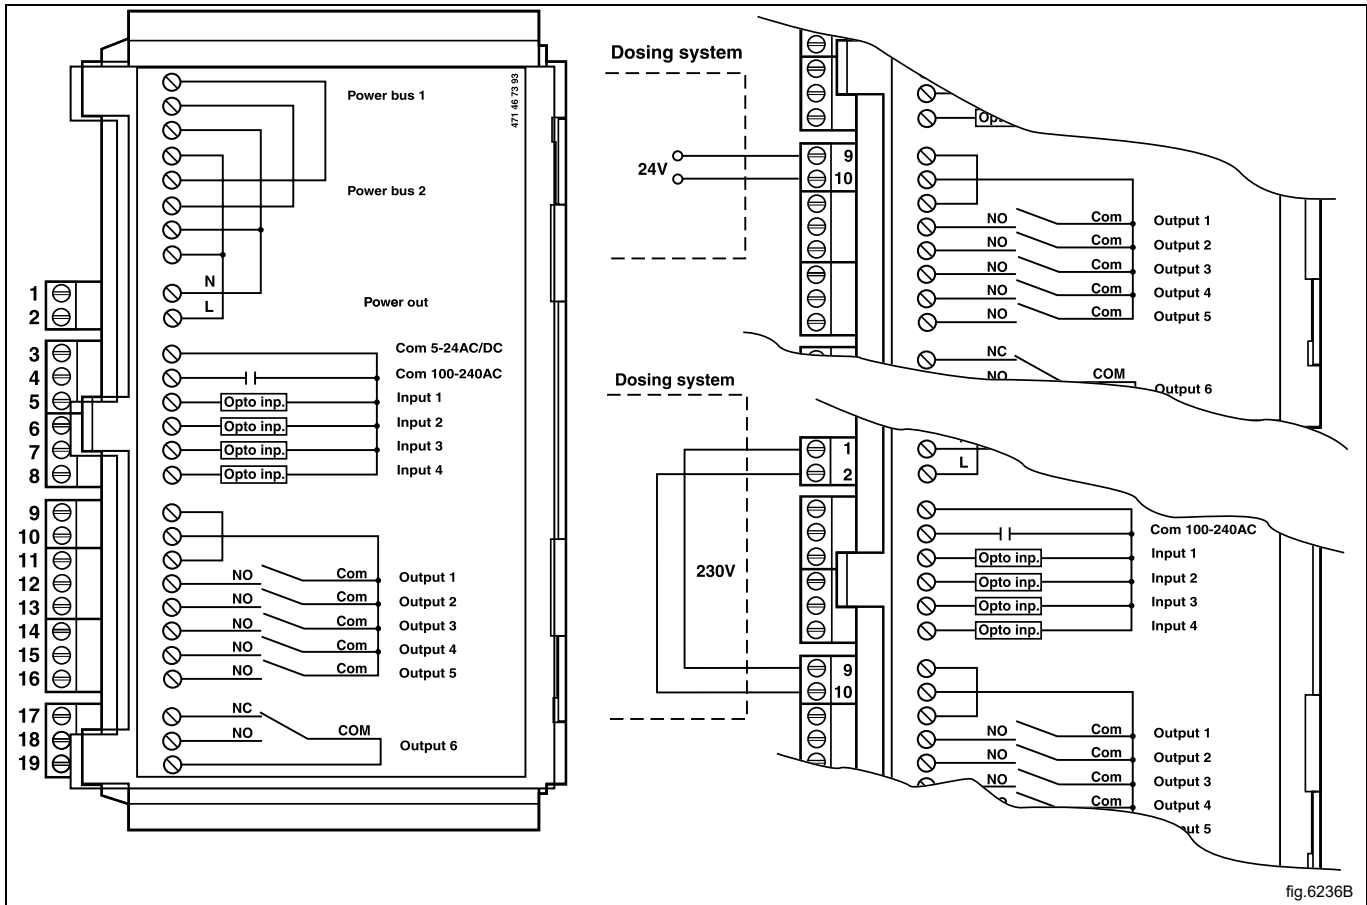 471 46 73 93
Power bus 1
Power bus 2
N
L
Power out
1
2
3 Com 5-24AC/DC
4 Com 100-240AC
5 Opto inp. Input 1
6 Opto inp. Input 2
7 Opto inp. Input 3
8 Opto inp. Input 4
9
10
11
12 NO Com Output 1
13 NO Com Output 2
14 NO Com Output 3
15 NO Com Output 4
16 NO Com Output 5
17 NC
18 NO COM Output 6
19
Dosing system
24V
9
10
NO Com Output 1
NO Com Output 2
NO Com Output 3
NO Com Output 4
NO Com Output 5
NC
NO COM Output 6
Dosing system
230V
1
2
L
Com 100-240AC
Opto inp. Input 1
Opto inp. Input 2
Opto inp. Input 3
Opto inp. Input 4
9
10
NO Com Output 1
NO Com Output 2
NO Com Output 3
Com Output 4
5
fig.6236B